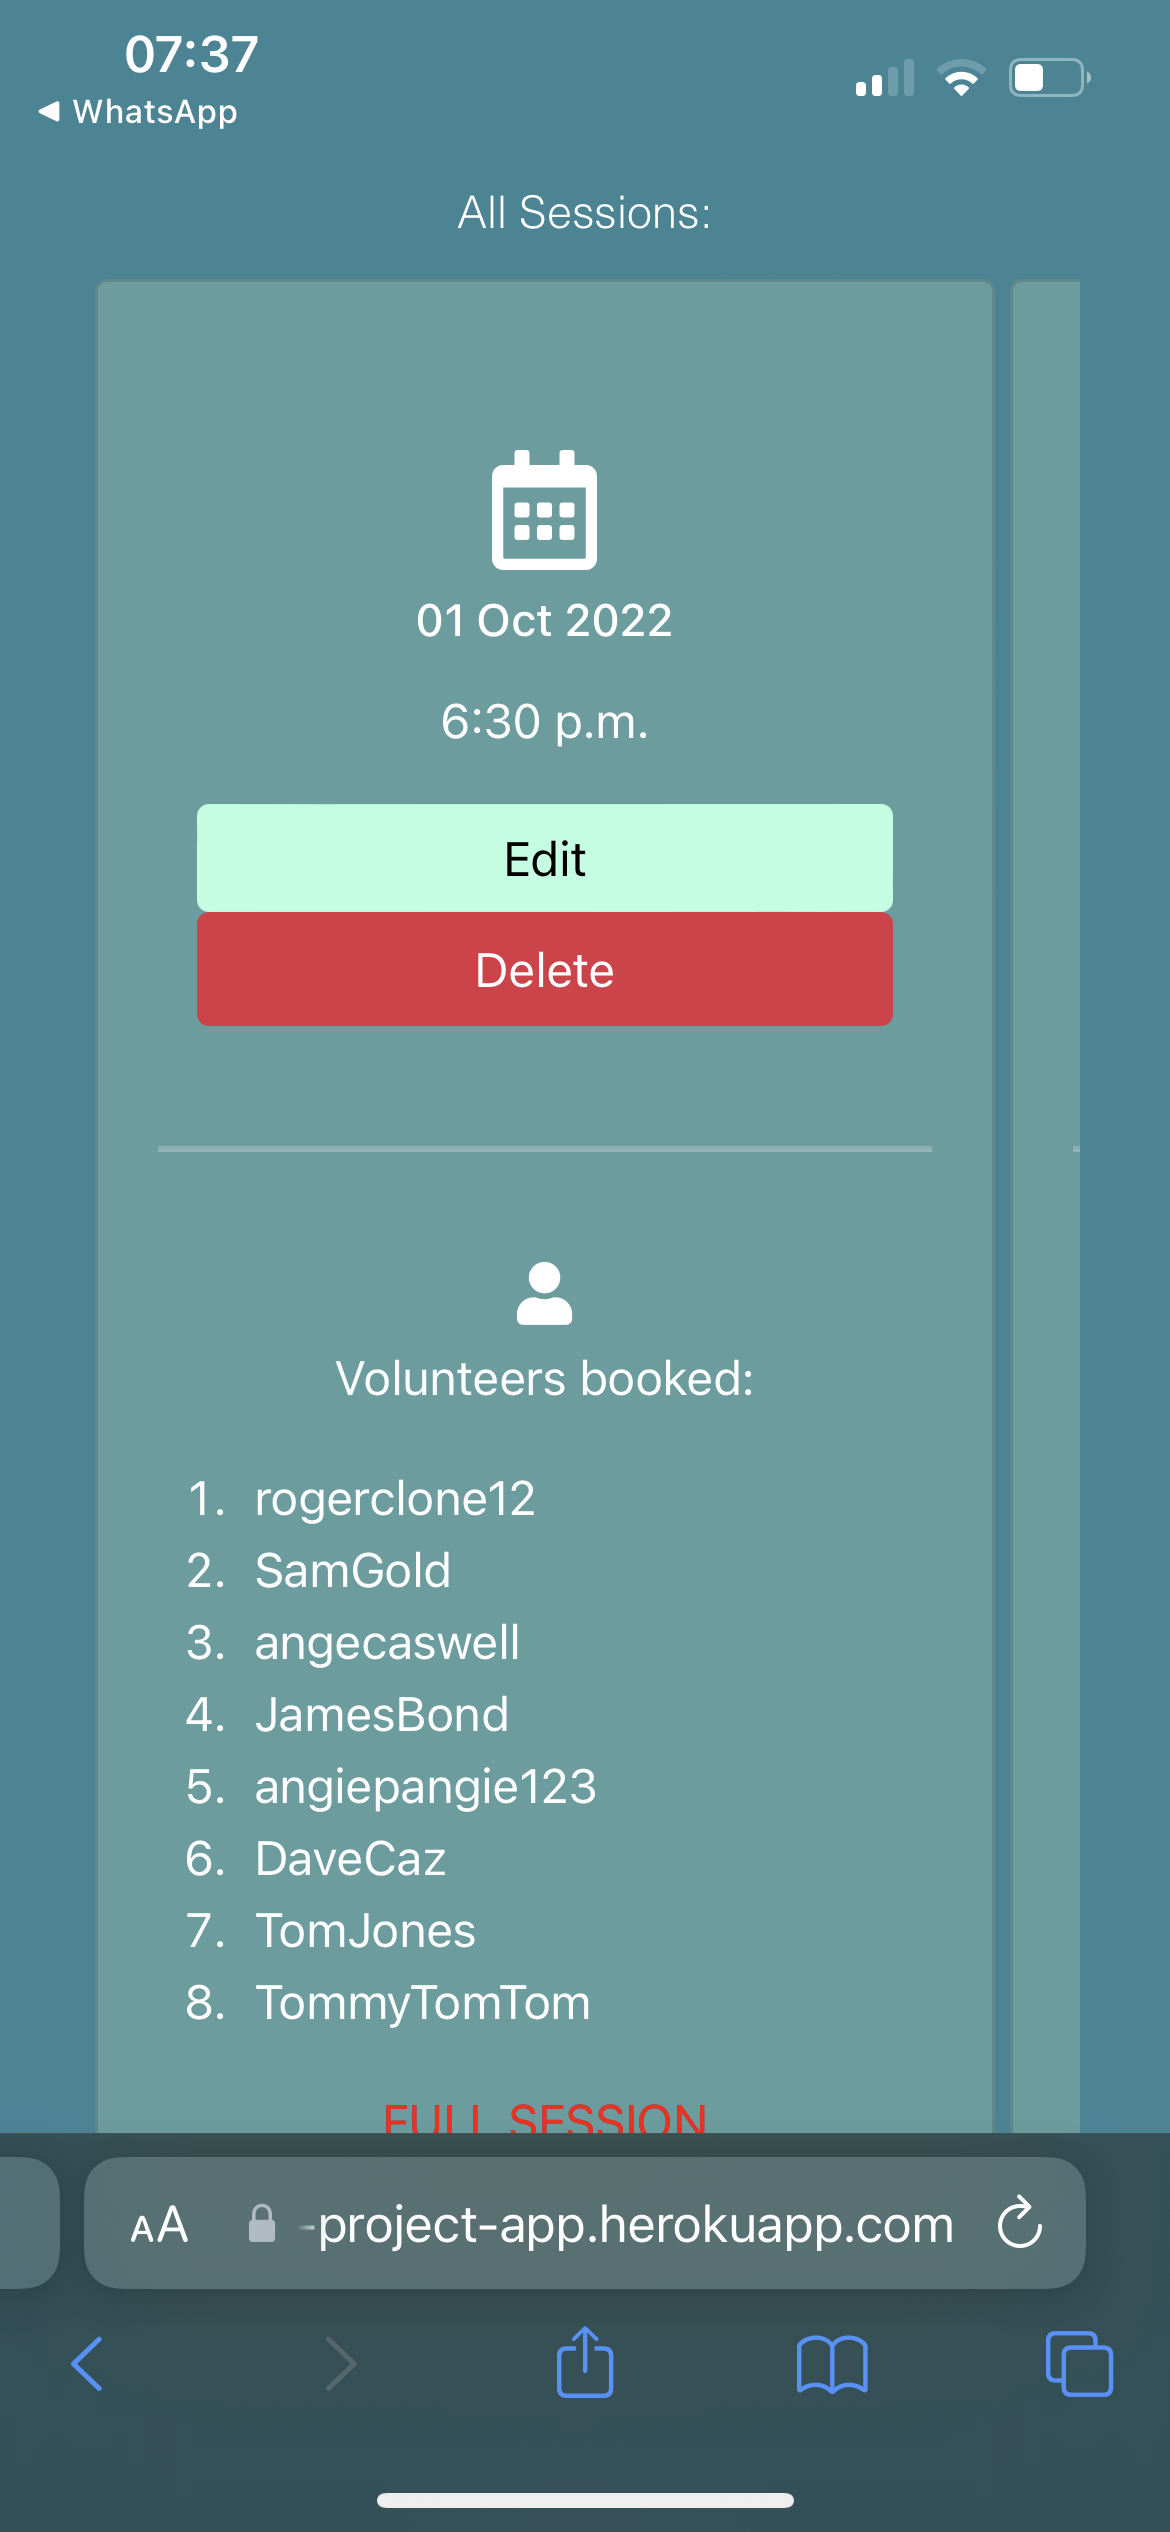 07:37
WhatsApp
All Sessions:
01 Oct 2022
6:30 p.m.
Edit
Delete
Volunteers booked:
1. rogerclone12
2. SamGold
3. angecaswell
4. JamesBond
5. angiepangie123
6. DaveCaz
7. TomJones
8. TommyTomTom
FULL SESSION
AA -project-app.herokuapp.com